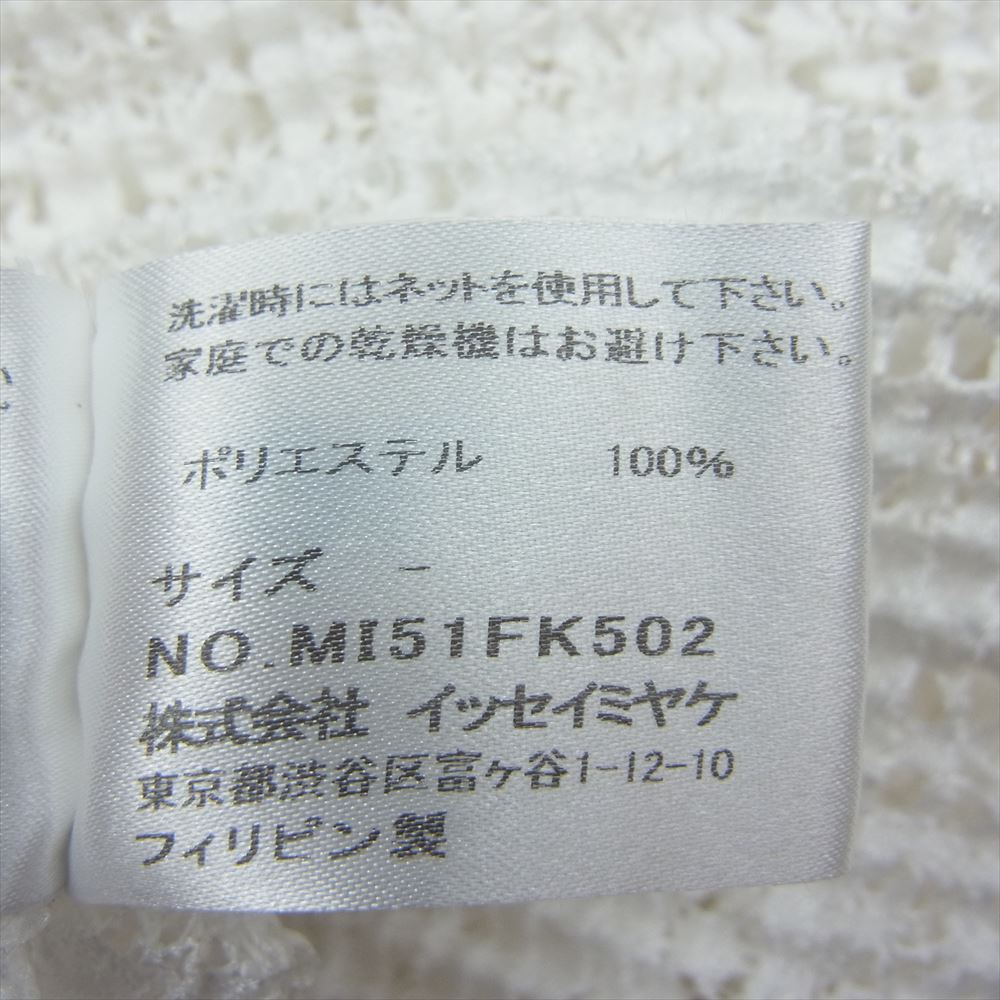 洗濯時にはネットを使用して下さい。
家庭での乾燥機はお避け下さい。
ポリエステル 100%
サイズ -
NO.MI51FK502
株式会社 イッセイミヤケ
東京都渋谷区富ヶ谷1-12-10
フィリピン製